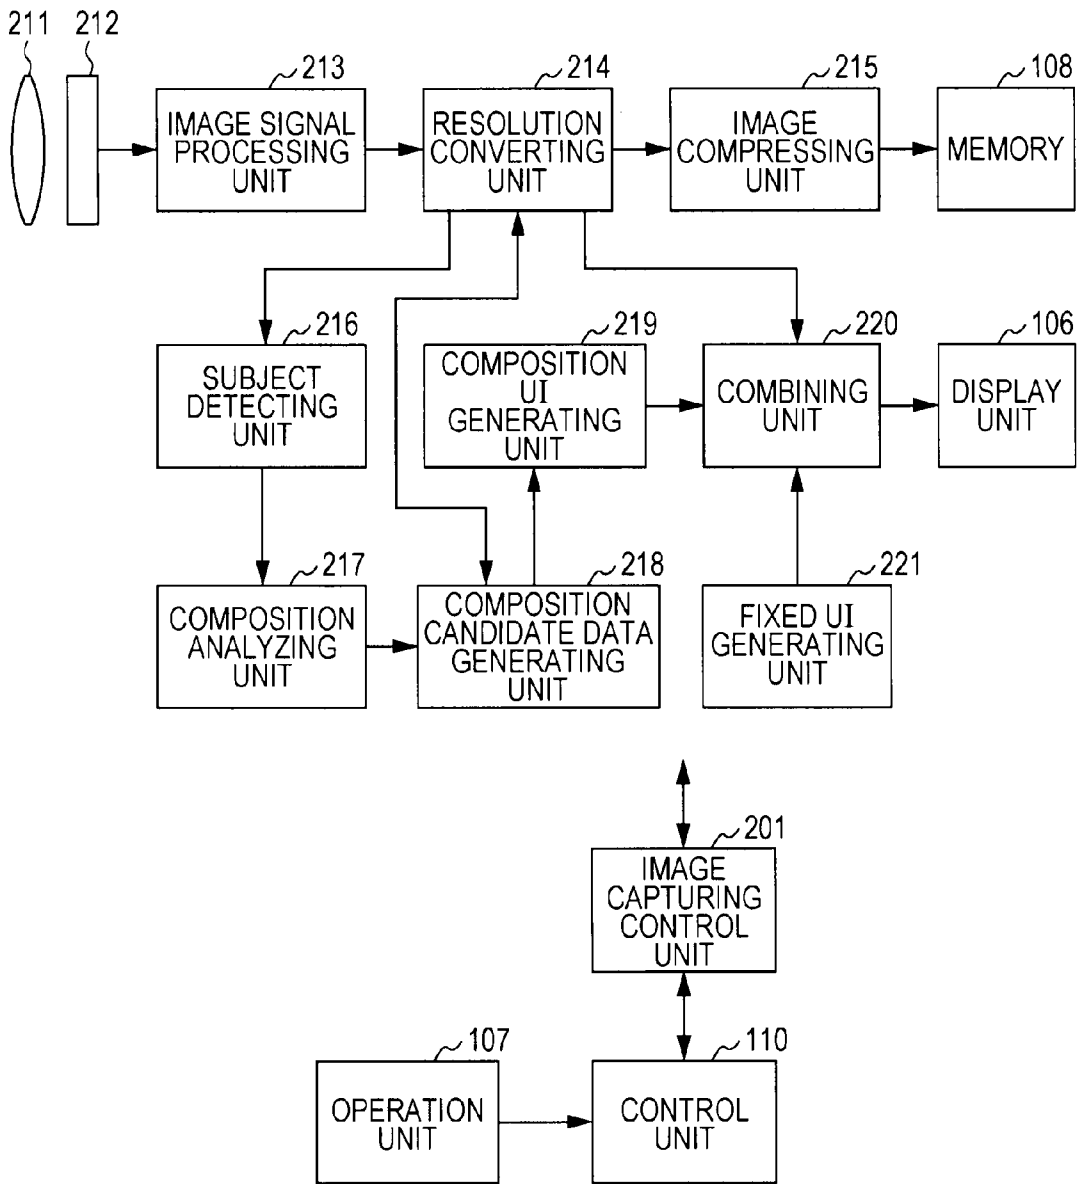 211
212
213
IMAGE SIGNAL
PROCESSING
UNIT
214
RESOLUTION
CONVERTING
UNIT
215
IMAGE
COMPRESSING
UNIT
108
MEMORY
216
SUBJECT
DETECTING
UNIT
219
COMPOSITION
UI
GENERATING
UNIT
220
COMBINING
UNIT
106
DISPLAY
UNIT
217
COMPOSITION
ANALYZING
UNIT
218
COMPOSITION
CANDIDATE DATA
GENERATING
UNIT
221
FIXED UI
GENERATING
UNIT
201
IMAGE
CAPTURING
CONTROL
UNIT
107
OPERATION
UNIT
110
CONTROL
UNIT